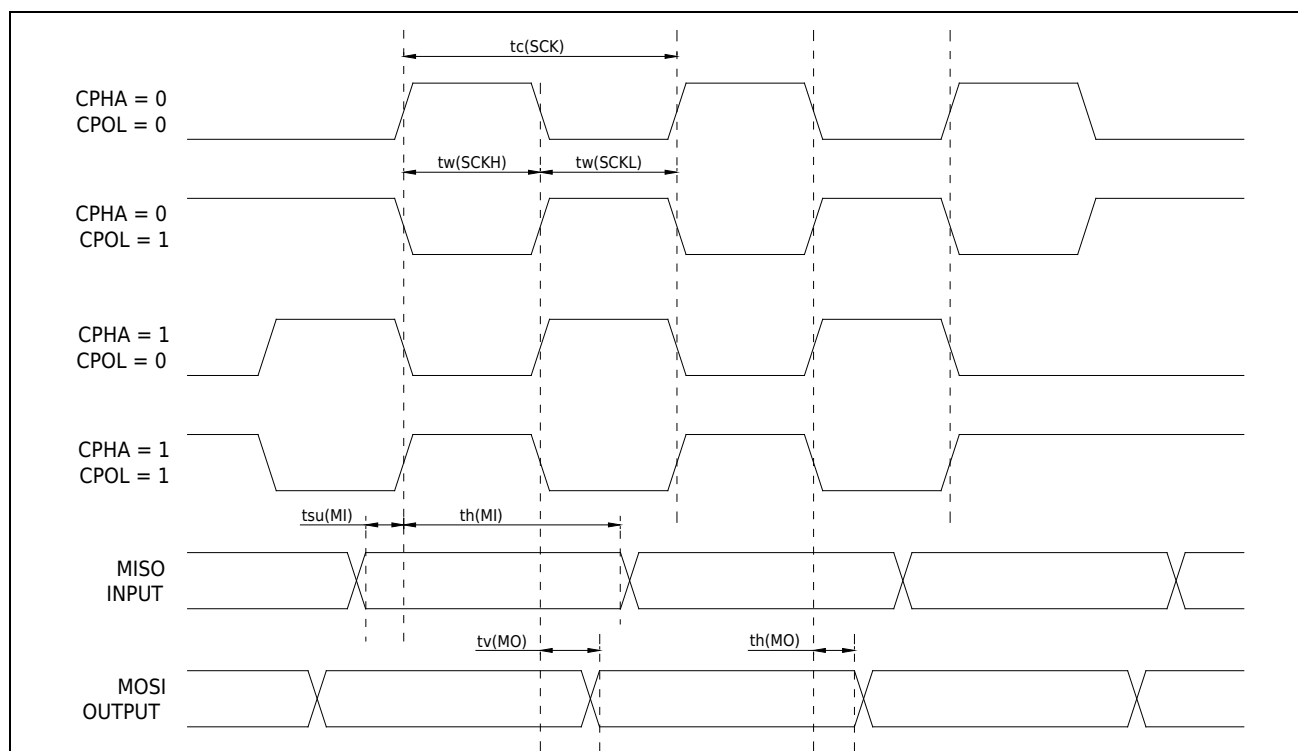 tc(SCK)
CPHA = 0
CPOL = 0
tw(SCKH)
tw(SCKL)
CPHA = 0
CPOL = 1
CPHA = 1
CPOL = 0
CPHA = 1
CPOL = 1
tsu(MI)
th(MI)
MISO
INPUT
tv(MO)
th(MO)
MOSI
OUTPUT